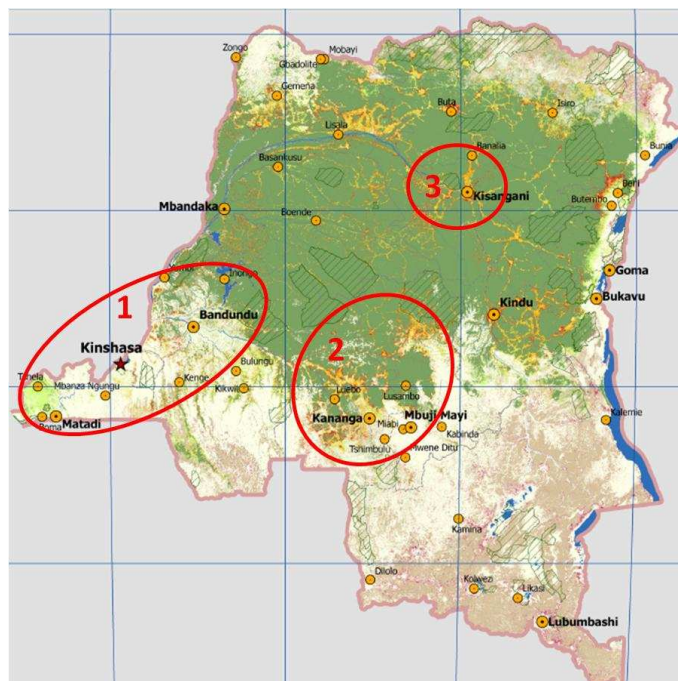 Zongo
Mobayi
Gbadolite
Gemena
Buta
Isiro
Lisala
Banalia
Bunia
Basankusu
3
Kisangani
Beni
Butembo
Mbandaka
Boende
Yumbi
Inongo
Goma
Bukavu
1
Bandundu
Kindu
Kinshasa
2
Bulungu
Tshela
Mbanza Ngungu
Kenge
Kikwit
Luebo
Lusambo
Boma
Matadi
Kananga
Miabi
Mbuji Mayi
Kabinda
Kalemie
Tshimbulu
Mwene Ditu
Kamina
Dilolo
Kolwezi
Likasi
Lubumbashi